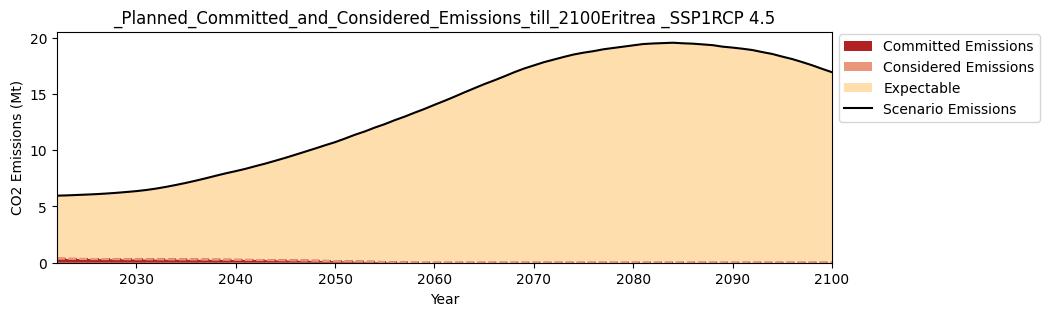 _Planned_Committed_and_Considered_Emissions_till_2100Eritrea _SSP1RCP 4.5
CO2 Emissions (Mt)
20
15
10
5
0
2030 2040 2050 2060 2070 2080 2090 2100
Year
Committed Emissions
Considered Emissions
Expectable
Scenario Emissions